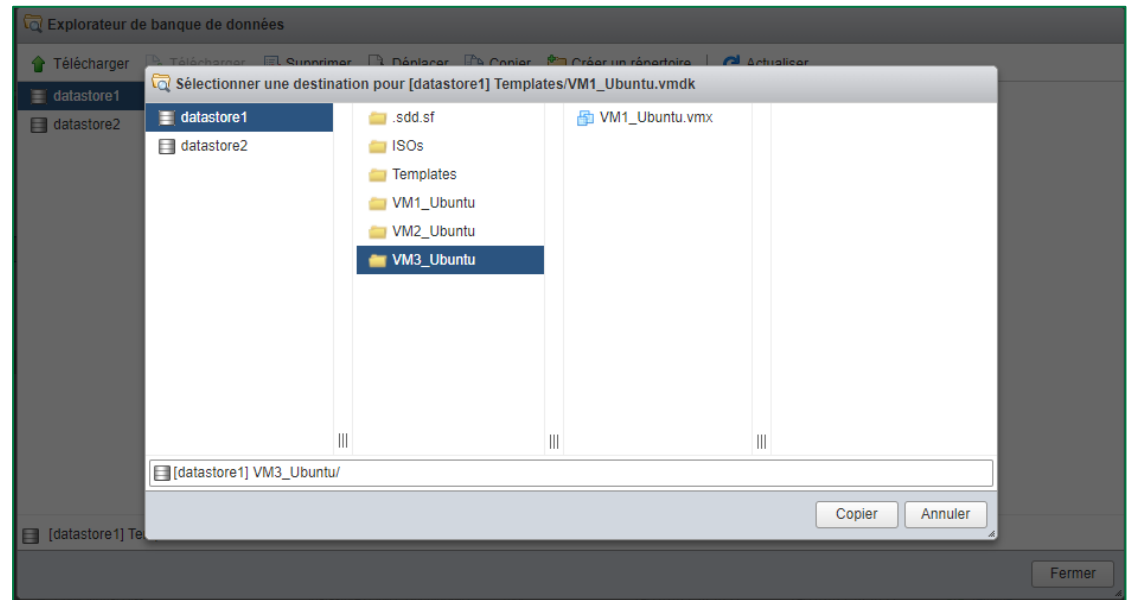 Explorateur de banque de données
Télécharger Télécharger Supprimer Déplacer Copier Créer un répertoire Actualiser
datastore1
datastore2
Sélectionner une destination pour [datastore1] Templates/VM1_Ubuntu.vmdk
datastore1
datastore2
.sdd.sf
ISOs
Templates
VM1_Ubuntu
VM2_Ubuntu
VM3_Ubuntu
VM1_Ubuntu.vmx
[datastore1] VM3_Ubuntu/
Copier Annuler
[datastore1]
Fermer